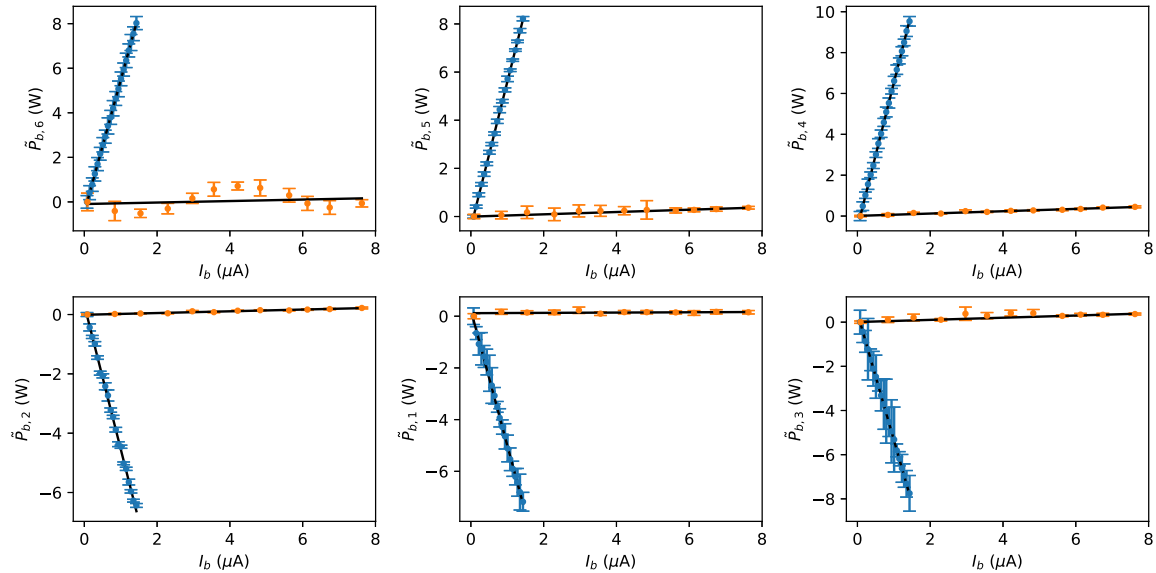 8
6
4
2
0
P̃b,6 (W)
0 2 4 6 8
Ib (µA)
8
6
4
2
0
P̃b,5 (W)
0 2 4 6 8
Ib (µA)
10
8
6
4
2
0
P̃b,4 (W)
0 2 4 6 8
Ib (µA)
0
−2
−4
−6
P̃b,2 (W)
0 2 4 6 8
Ib (µA)
0
−2
−4
−6
P̃b,1 (W)
0 2 4 6 8
Ib (µA)
0
−2
−4
−6
−8
P̃b,3 (W)
0 2 4 6 8
Ib (µA)